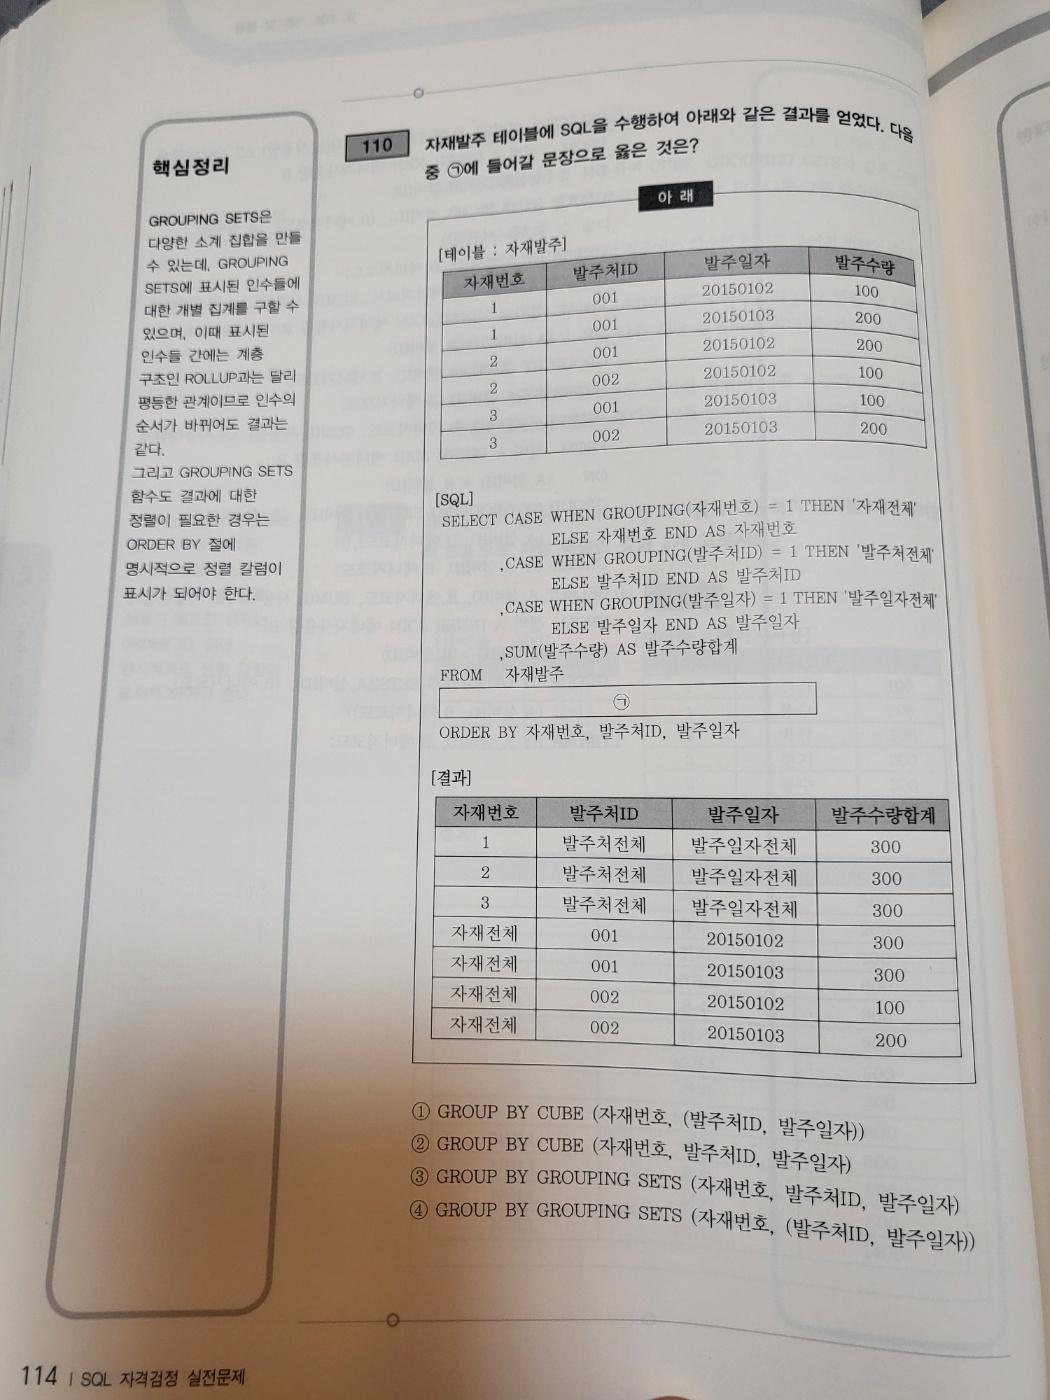 핵심정리
GROUPING SETS은
다양한 소계 집합을 만들
수 있는데, GROUPING
SETS에 표시된 인수들에
대한 개별 집계를 구할 수
있으며, 이때 표시된
인수들 간에는 계층
구조인 ROLLUP과는 달리
평등한 관계이므로 인수의
순서가 바뀌어도 결과는
같다.
그리고 GROUPING SETS
함수도 결과에 대한
정렬이 필요한 경우는
ORDER BY 절에
명시적으로 정렬 칼럼이
표시가 되어야 한다.
110 자재발주 테이블에 SQL을 수행하여 아래와 같은 결과를 얻었다. 다음
중 ㉠에 들어갈 문장으로 옳은 것은?
아 래
[테이블 : 자재발주]
자재번호 발주처ID 발주일자 발주수량
1 001 20150102 100
1 001 20150103 200
2 001 20150102 200
2 002 20150102 100
3 001 20150103 100
3 002 20150103 200
[SQL]
SELECT CASE WHEN GROUPING(자재번호) = 1 THEN '자재전체'
ELSE 자재번호 END AS 자재번호
,CASE WHEN GROUPING(발주처ID) = 1 THEN '발주처전체'
ELSE 발주처ID END AS 발주처ID
,CASE WHEN GROUPING(발주일자) = 1 THEN '발주일자전체'
ELSE 발주일자 END AS 발주일자
,SUM(발주수량) AS 발주수량합계
FROM 자재발주
㉠
ORDER BY 자재번호, 발주처ID, 발주일자
[결과]
자재번호 발주처ID 발주일자 발주수량합계
1 발주처전체 발주일자전체 300
2 발주처전체 발주일자전체 300
3 발주처전체 발주일자전체 300
자재전체 001 20150102 300
자재전체 001 20150103 300
자재전체 002 20150102 100
자재전체 002 20150103 200
① GROUP BY CUBE (자재번호, (발주처ID, 발주일자))
② GROUP BY CUBE (자재번호, 발주처ID, 발주일자)
③ GROUP BY GROUPING SETS (자재번호, 발주처ID, 발주일자)
④ GROUP BY GROUPING SETS (자재번호, (발주처ID, 발주일자))
114 | SQL 자격검정 실전문제